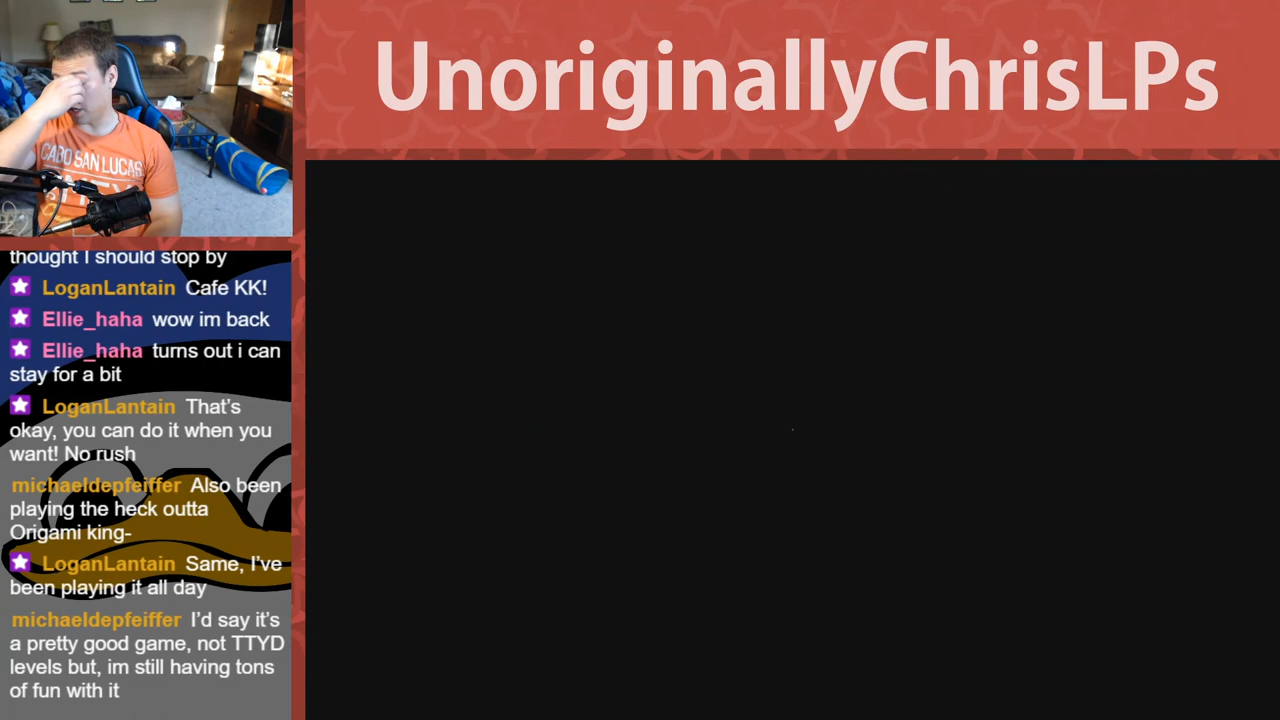 UnoriginallyChrisLPs
CABO SAN LUCAS
thought I should stop by
LoganLantain Cafe KK!
Ellie_haha wow im back
Ellie_haha turns out i can
stay for a bit
LoganLantain That's
okay, you can do it when you
want! No rush
michaeldepfeiffer Also been
playing the heck outta
Origami king-
LoganLantain Same, I've
been playing it all day
michaeldepfeiffer I'd say it's
a pretty good game, not TTYD
levels but, im still having tons
of fun with it